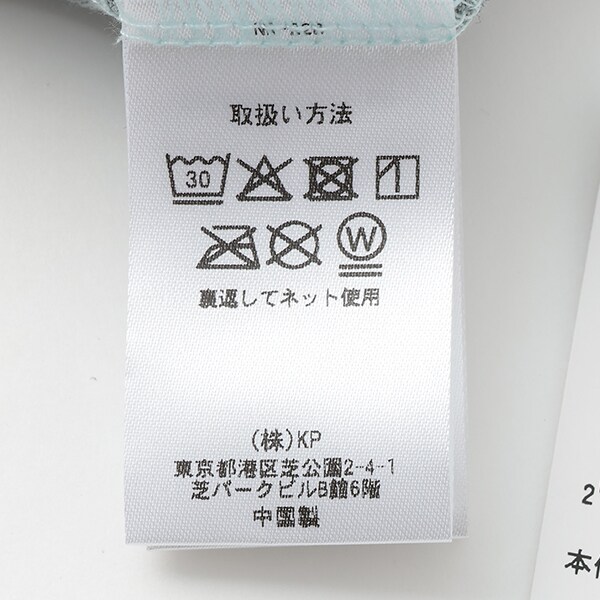 取扱い方法
30
W
裏返してネット使用
(株)KP
東京都港区芝公園2-4-1
芝パークビルB館6階
中国製
2
本